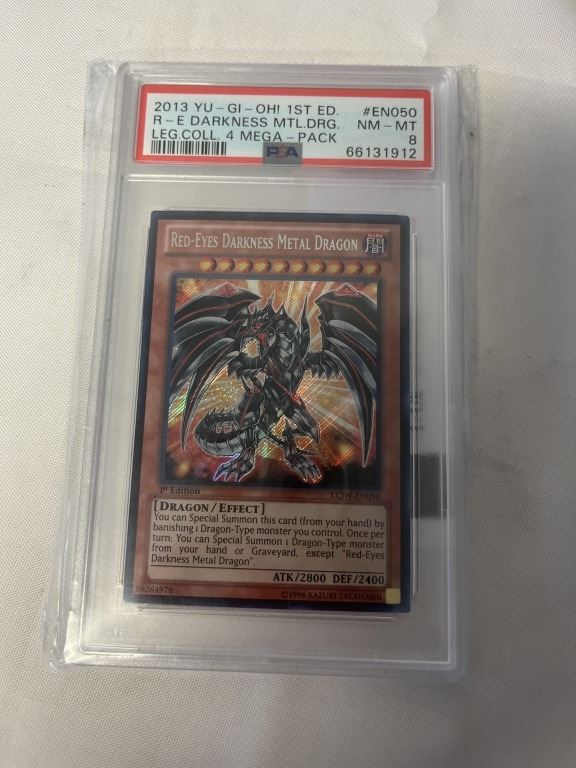 2013 YU-GI-OH! 1ST ED. #EN050
R-E DARKNESS MTL.DRG. NM-MT
LEG.COLL. 4 MEGA-PACK 8
PSA 66131912
RED-EYES DARKNESS METAL DRAGON
DARK
闇
1st Edition LCJW-EN050
[DRAGON/EFFECT]
You can Special Summon this card (from your hand) by
banishing 1 Dragon-Type monster you control. Once per
turn: You can Special Summon 1 Dragon-Type monster
from your hand or Graveyard, except "Red-Eyes
Darkness Metal Dragon".
ATK/2800 DEF/2400
88264978 ©1996 KAZUKI TAKAHASHI